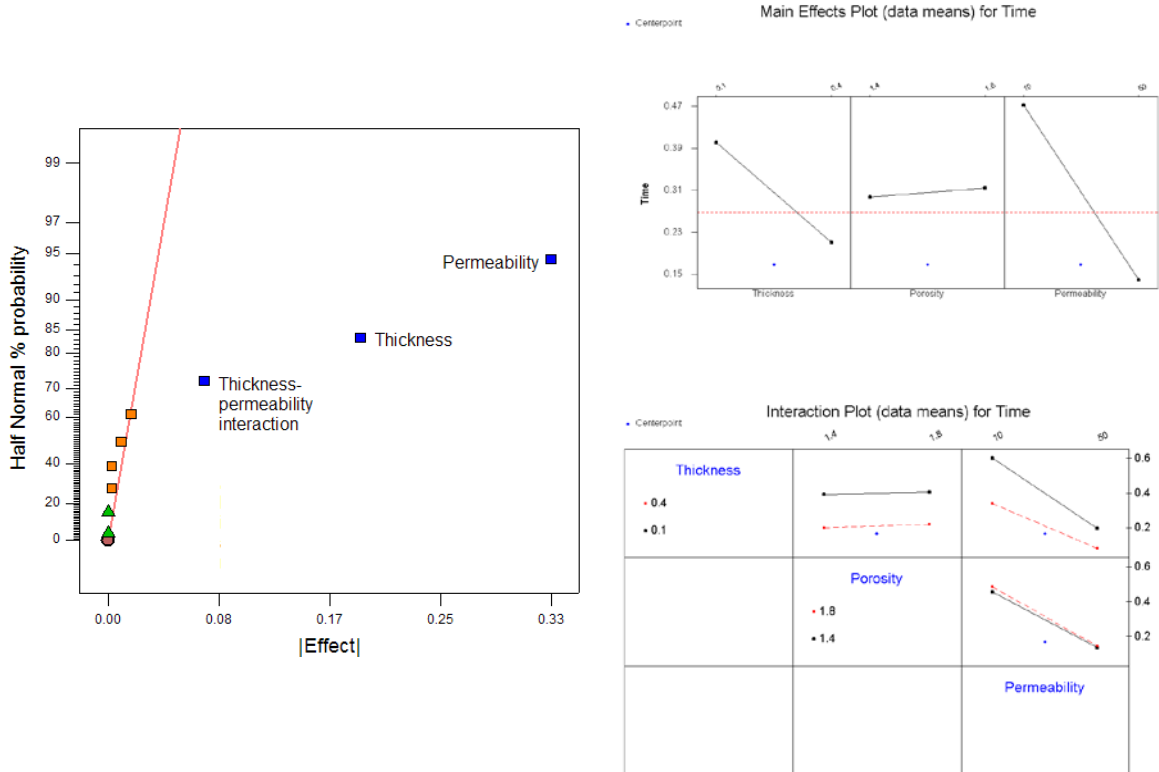 Half Normal % probability
99
97
95
90
85
80
70
60
40
20
0
Permeability
Thickness
Thickness-
permeability
interaction
0.00
0.08
0.17
0.25
0.33
|Effect|
Main Effects Plot (data means) for Time
Centerpoint
0.1
0.4
1.4
1.8
10
50
Time
0.47
0.39
0.31
0.23
0.15
Thickness
Porosity
Permeability
Interaction Plot (data means) for Time
Centerpoint
1.4
1.8
10
50
Thickness
0.4
0.1
0.6
0.4
0.2
Porosity
1.8
1.4
0.6
0.4
0.2
Permeability